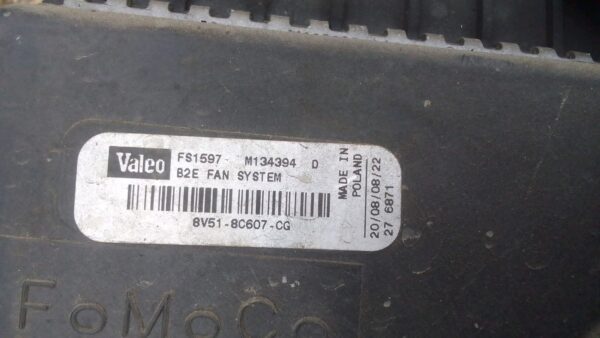 Valeo FS1597 M134394 D
B2E FAN SYSTEM
8V51-8C607-CG
MADE IN
POLAND
20/08/08/22
27 6871
FoMoCo